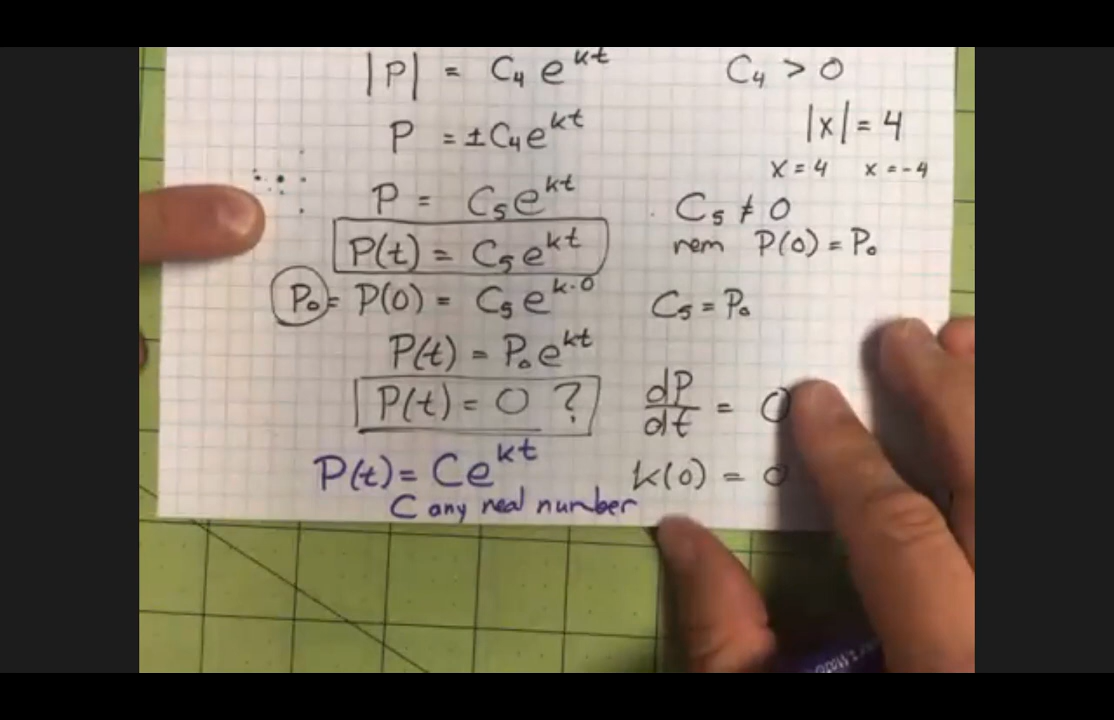 |P| = C₄ e^{kt} C₄ > 0
|x| = 4
P = ±C₄e^{kt}
x = 4 x = -4
P = C₅e^{kt} C₅ ≠ 0
P(t) = C₅e^{kt} rem P(0) = P₀
P₀ = P(0) = C₅e^{k·0} C₅ = P₀
P(t) = P₀e^{kt}
P(t) = 0 ? dP/dt = 0
P(t) = Ce^{kt} k(0) = 0
C any real number